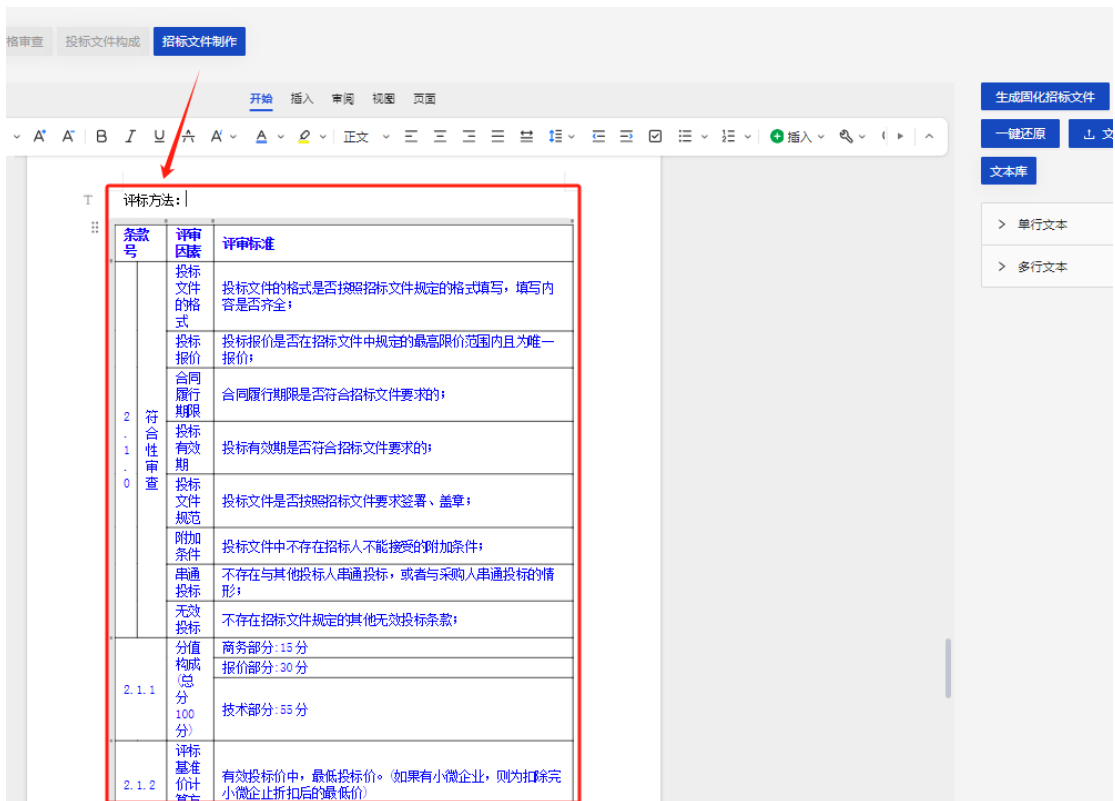 格审查 投标文件构成 招标文件制作
开始 插入 审阅 视图 页面
生成固化招标文件
正文
插入
一键还原
文
文本库
单行文本
多行文本
评标方法：
条款号
评审因素
评审标准
2.1.0
符合性审查
投标文件的格式
投标文件的格式是否按照招标文件规定的格式填写，填写内
容是否齐全；
投标报价
投标报价是否在招标文件中规定的最高限价范围内且为唯一
报价；
合同履行期限
合同履行期限是否符合招标文件要求的；
投标有效期
投标有效期是否符合招标文件要求的；
投标文件规范
投标文件是否按照招标文件要求签署、盖章；
附加条件
投标文件中不存在招标人不能接受的附加条件；
串通投标
不存在与其他投标人串通投标，或者与采购人串通投标的情
形；
无效投标
不存在招标文件规定的其他无效投标条款；
2.1.1
分值构成(总分100分)
商务部分:15分
报价部分:30分
技术部分:55分
2.1.2
评标基准价计算方
有效投标价中，最低投标价。(如果有小微企业，则为扣除完
小微企业折扣后的最低价)